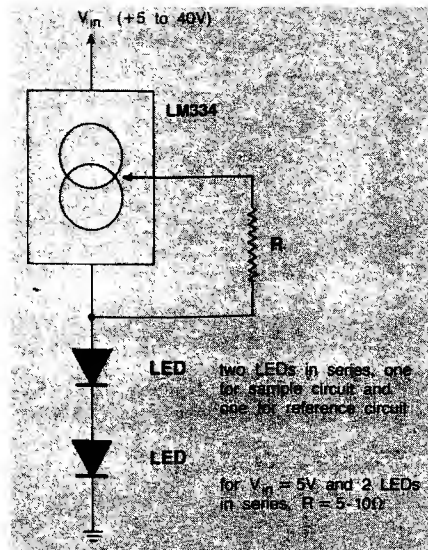 Vin (+5 to 40V)
LM334
R
LED
two LEDs in series, one
for sample circuit and
one for reference circuit
LED
for Vin = 5V and 2 LEDs
in series, R = 5-10Ω